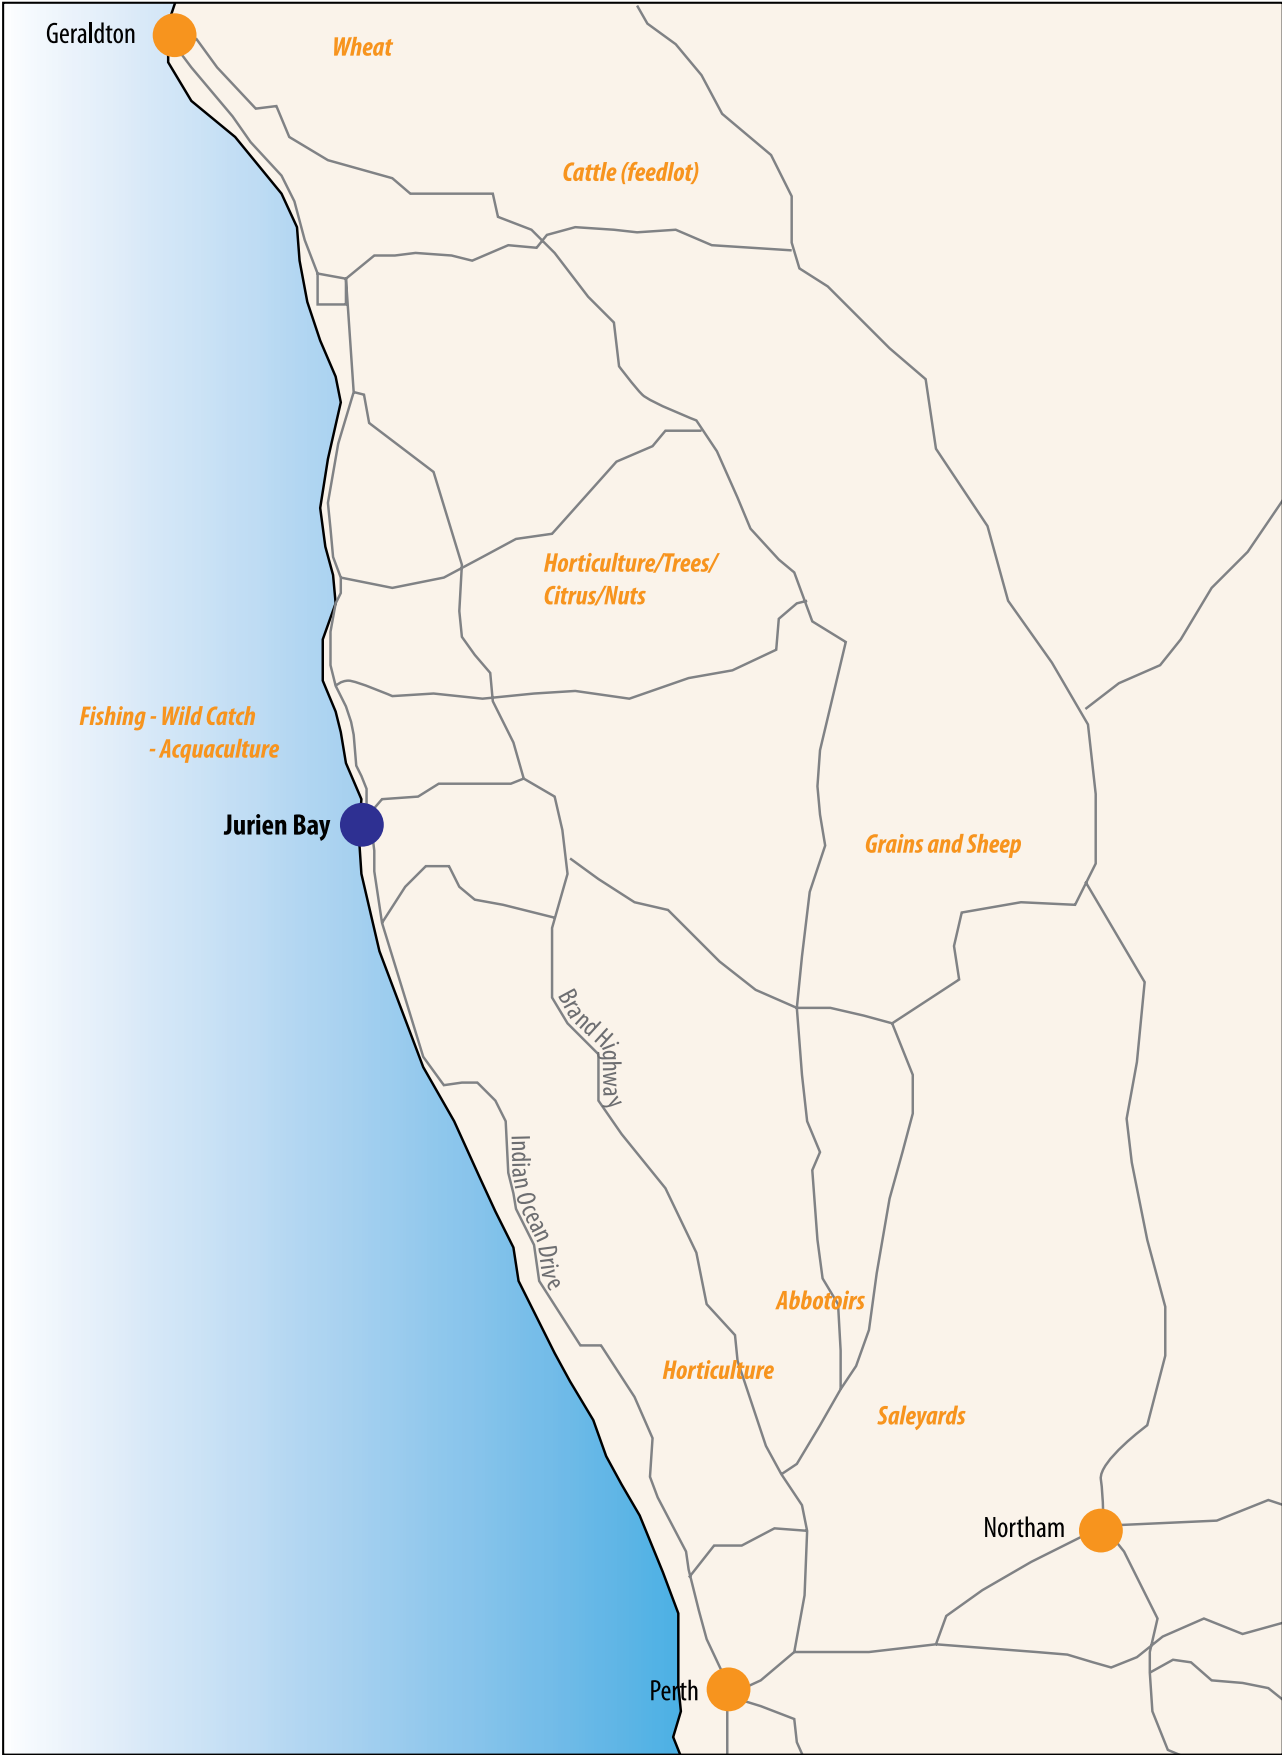 Geraldton
Wheat
Cattle (feedlot)
Horticulture/Trees/
Citrus/Nuts
Fishing - Wild Catch
- Acquaculture
Jurien Bay
Grains and Sheep
Brand Highway
Indian Ocean Drive
Abbotoirs
Horticulture
Saleyards
Northam
Perth